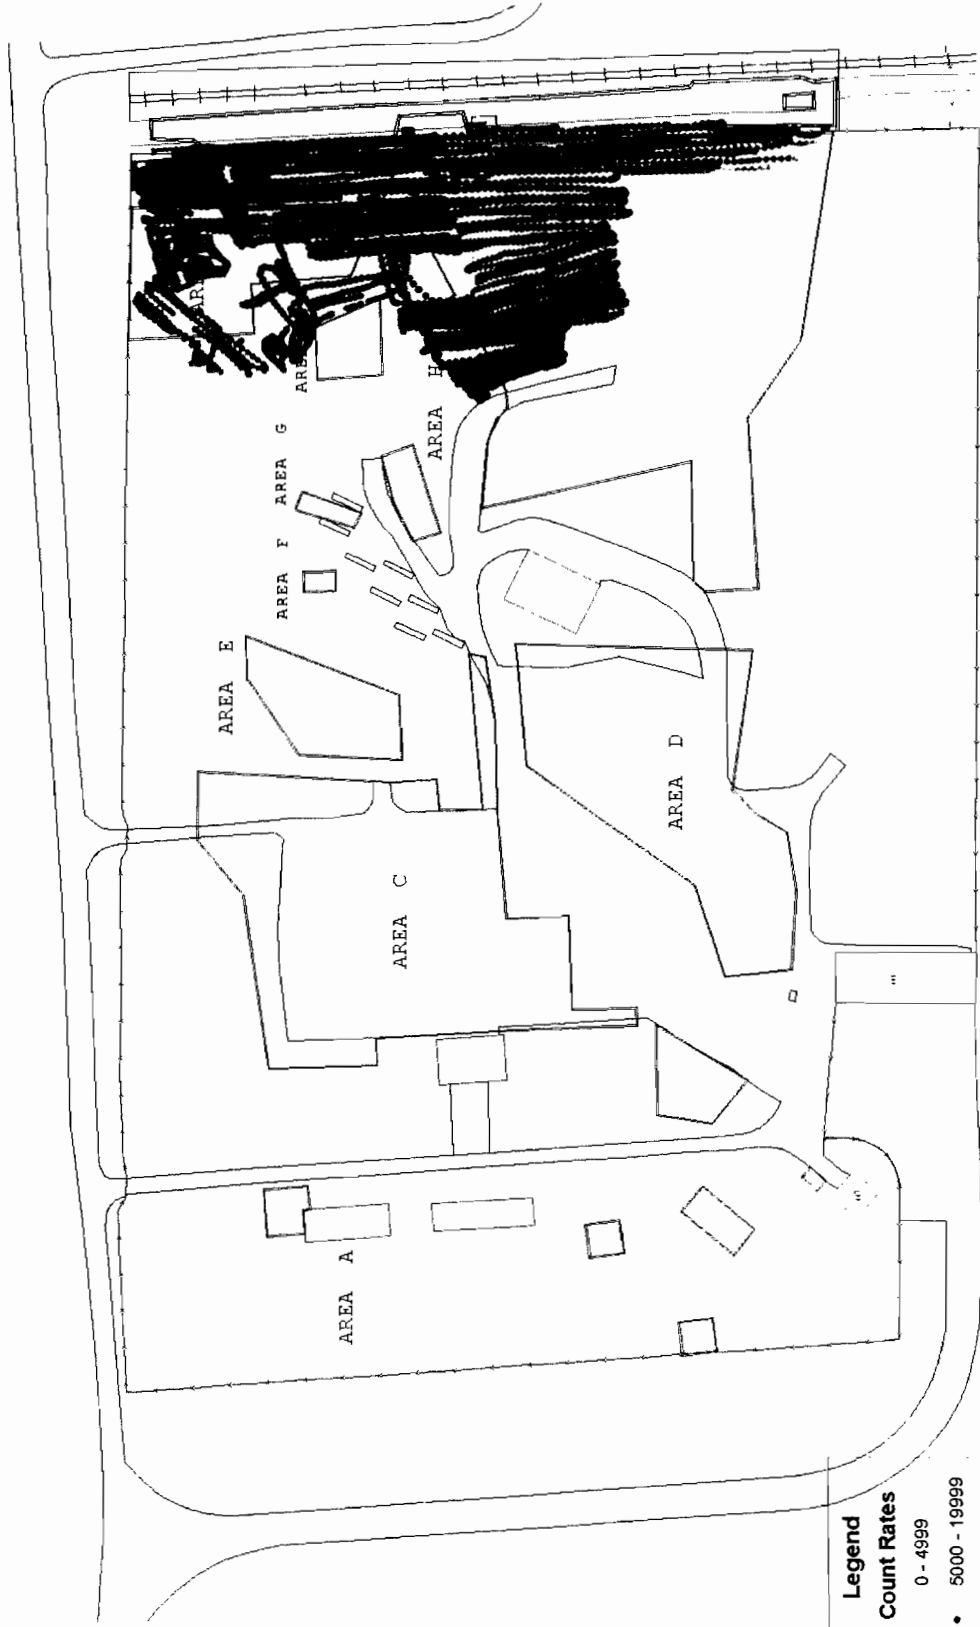 AREA H
AREA G
AREA F
AREA E
AREA D
AREA C
AREA A
Legend
Count Rates
0 - 4999
• 5000 - 19999